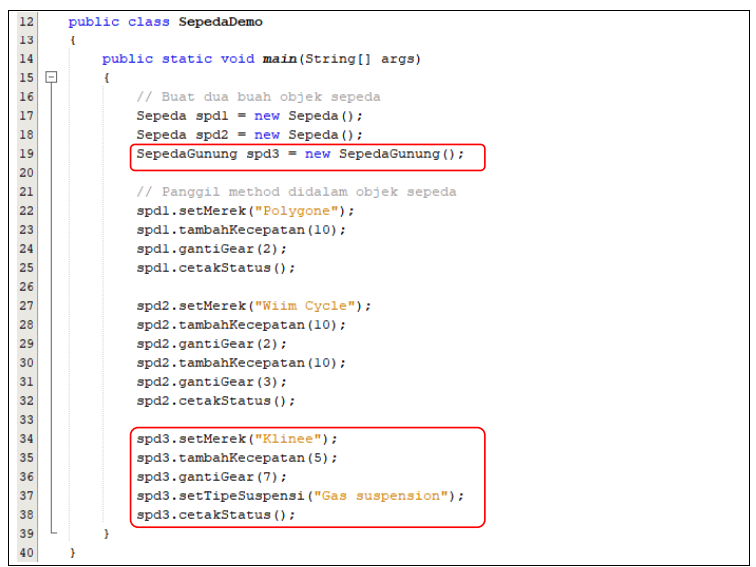 12 public class SepedaDemo
13 {
14 public static void main(String[] args)
15 {
16 // Buat dua buah objek sepeda
17 Sepeda spd1 = new Sepeda();
18 Sepeda spd2 = new Sepeda();
19 SepedaGunung spd3 = new SepedaGunung();
20
21 // Panggil method didalam objek sepeda
22 spd1.setMerek("Polygone");
23 spd1.tambahKecepatan(10);
24 spd1.gantiGear(2);
25 spd1.cetakStatus();
26
27 spd2.setMerek("Wiim Cycle");
28 spd2.tambahKecepatan(10);
29 spd2.gantiGear(2);
30 spd2.tambahKecepatan(10);
31 spd2.gantiGear(3);
32 spd2.cetakStatus();
33
34 spd3.setMerek("Klinee");
35 spd3.tambahKecepatan(5);
36 spd3.gantiGear(7);
37 spd3.setTipeSuspensi("Gas suspension");
38 spd3.cetakStatus();
39 }
40 }